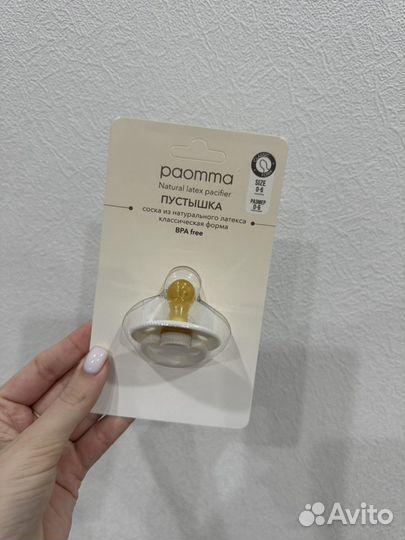 paomma
Natural latex pacifier
ПУСТЫШКА
соска из натурального латекса
классическая форма
BPA free
SIZE
0-6
РАЗМЕР
0-6
Avito